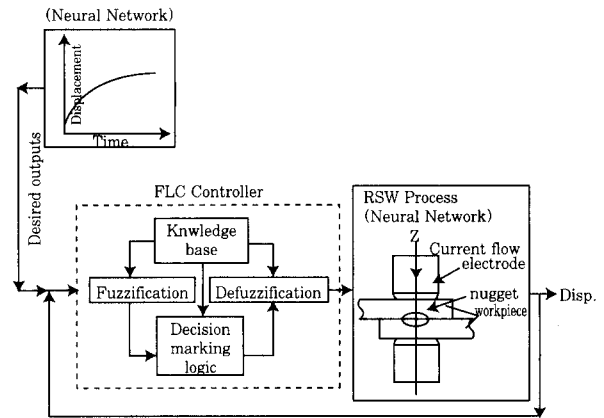 (Neural Network)
Displacement
Time
Desired outputs
FLC Controller
Knwledge
base
Fuzzification
Defuzzification
Decision
marking
logic
RSW Process
(Neural Network)
Z
Current flow
electrode
nugget
workpiece
Disp.